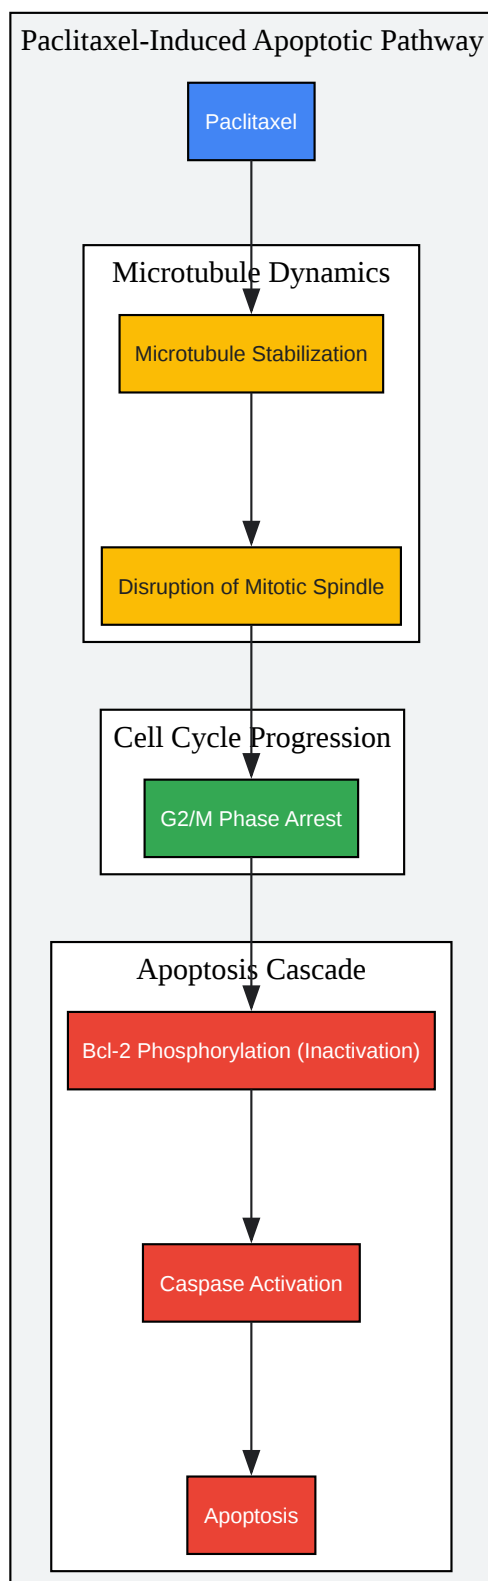 Paclitaxel-Induced Apoptotic Pathway
Paclitaxel
Microtubule Dynamics
Microtubule Stabilization
Disruption of Mitotic Spindle
Cell Cycle Progression
G2/M Phase Arrest
Apoptosis Cascade
Bcl-2 Phosphorylation (Inactivation)
Caspase Activation
Apoptosis